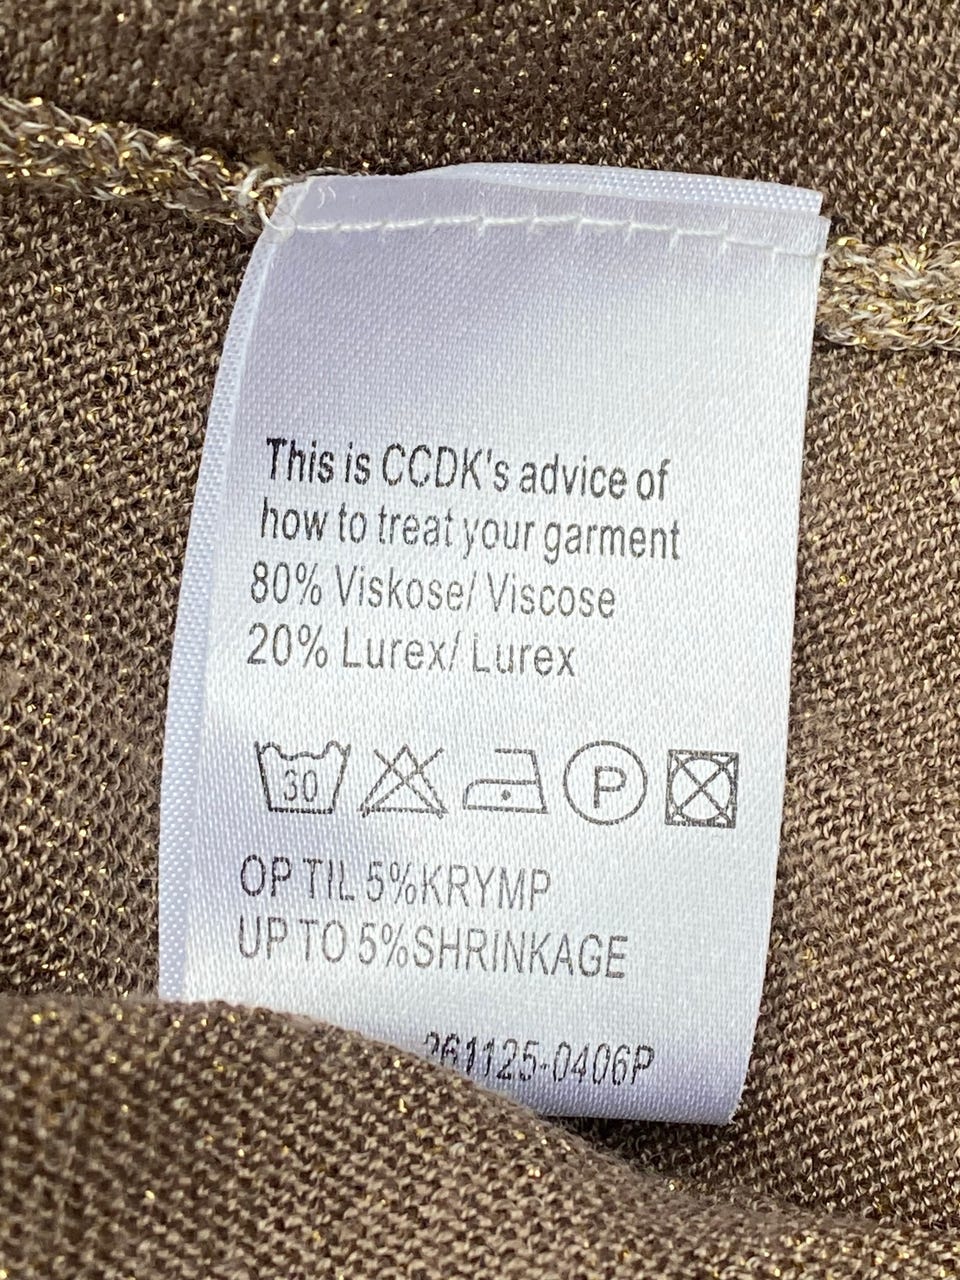 This is CCDK's advice of
how to treat your garment
80% Viskose/ Viscose
20% Lurex/ Lurex
30 P
OP TIL 5%KRYMP
UP TO 5%SHRINKAGE
261125-0406P